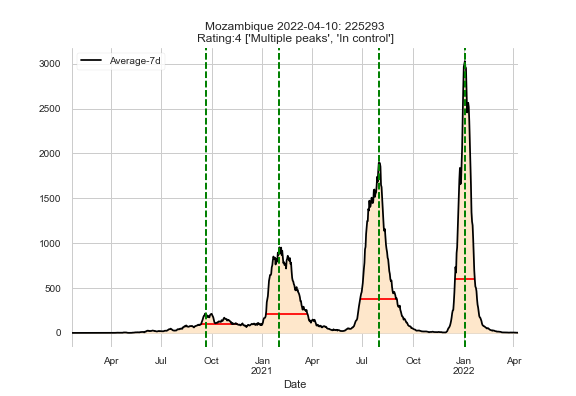 Mozambique 2022-04-10: 225293
Rating:4 ['Multiple peaks', 'In control']
Average-7d
3000
2500
2000
1500
1000
500
0
Apr Jul Oct Jan Apr Jul Oct Jan Apr
2021 2022
Date